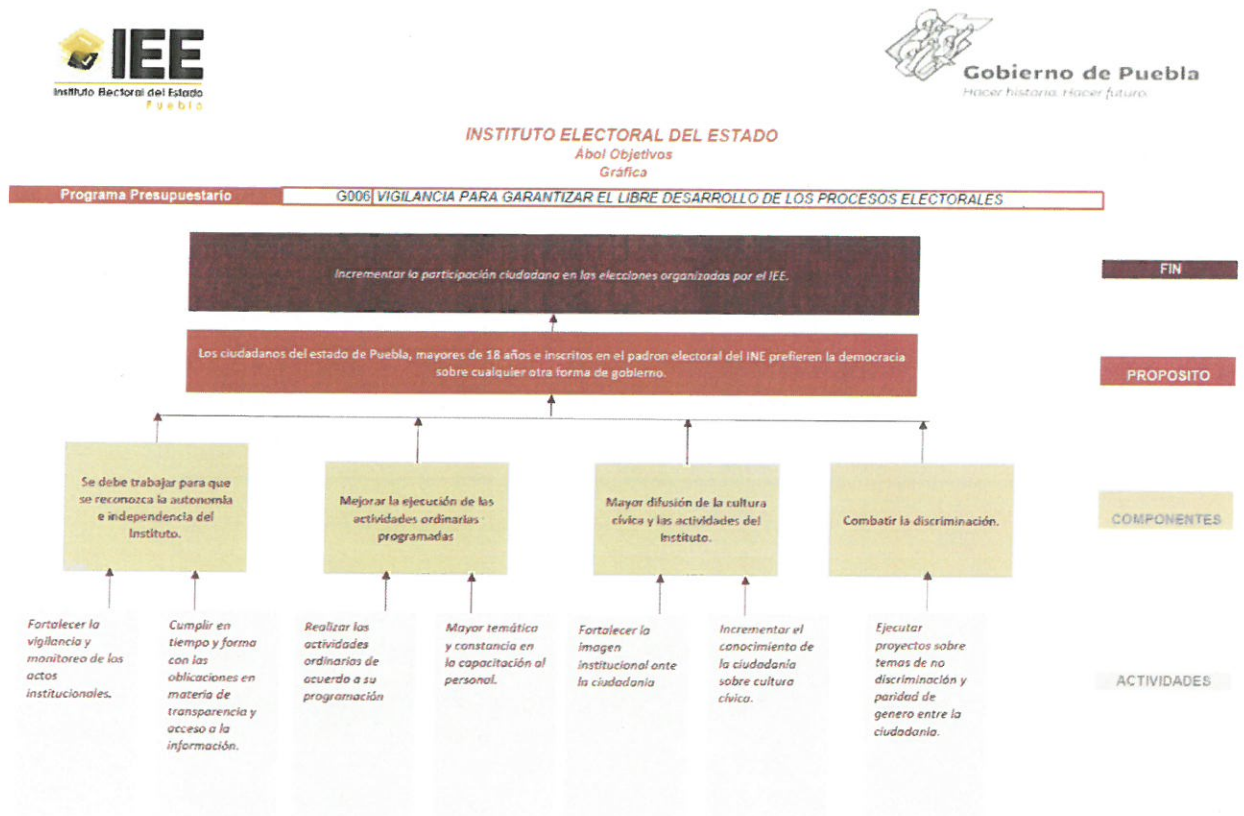 IEE
Instituto Electoral del Estado
Puebla
Gobierno de Puebla
Hacer historia. Hacer futuro.
INSTITUTO ELECTORAL DEL ESTADO
Ábol Objetivos
Gráfica
Programa Presupuestario
G006 VIGILANCIA PARA GARANTIZAR EL LIBRE DESARROLLO DE LOS PROCESOS ELECTORALES
Incrementar la participación ciudadana en las elecciones organizadas por el IEE.
FIN
Los ciudadanos del estado de Puebla, mayores de 18 años e inscritos en el padron electoral del INE prefieren la democracia
sobre cualquier otra forma de gobierno.
PROPOSITO
Se debe trabajar para que
se reconozca la autonomía
e independencia del
Instituto.
Mejorar la ejecución de las
actividades ordinarias
programadas
Mayor difusión de la cultura
cívica y las actividades del
Instituto.
Combatir la discriminación.
COMPONENTES
Fortalecer la
vigilancia y
monitoreo de los
actos
institucionales.
Cumplir en
tiempo y forma
con las
oblicaciones en
materia de
transparencia y
acceso a la
información.
Realizar las
actividades
ordinarias de
acuerdo a su
programación
Mayor temática
y constancia en
la capacitación al
personal.
Fortalecer la
imagen
institucional ante
la ciudadanía
Incrementar el
conocimiento de
la ciudadanía
sobre cultura
cívica.
Ejecutar
proyectos sobre
temas de no
discriminación y
paridad de
genero entre la
ciudadanía.
ACTIVIDADES